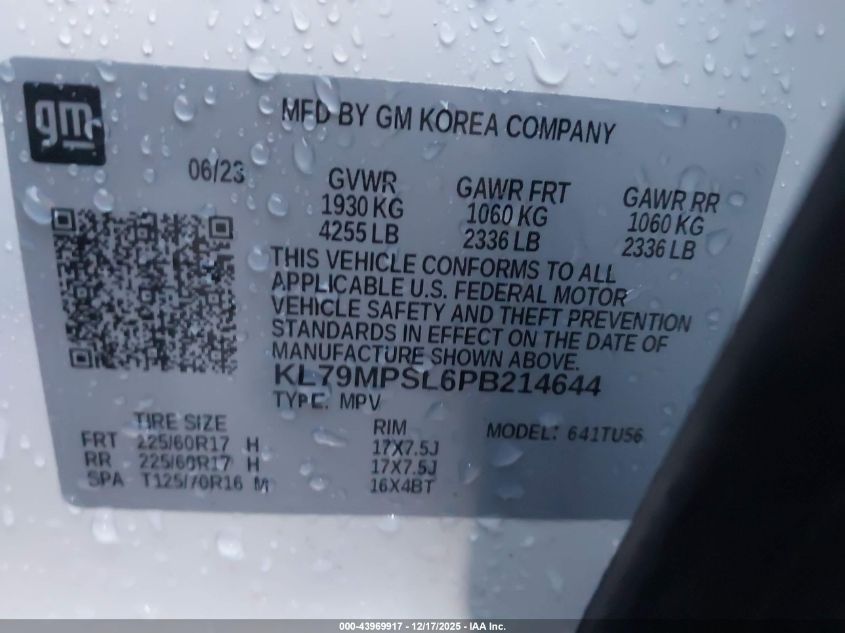 gm
MFD BY GM KOREA COMPANY
06/23
GVWR GAWR FRT GAWR RR
1930 KG 1060 KG 1060 KG
4255 LB 2336 LB 2336 LB
THIS VEHICLE CONFORMS TO ALL
APPLICABLE U.S. FEDERAL MOTOR
VEHICLE SAFETY AND THEFT PREVENTION
STANDARDS IN EFFECT ON THE DATE OF
MANUFACTURE SHOWN ABOVE.
KL79MPSL6PB214644
TYPE: MPV
TIRE SIZE RIM MODEL: 641TU56
FRT 225/60R17 H 17X7.5J
RR 225/60R17 H 17X7.5J
SPA T125/70R16 M 16X4BT
000-43969917 - 12/17/2025 - IAA Inc.